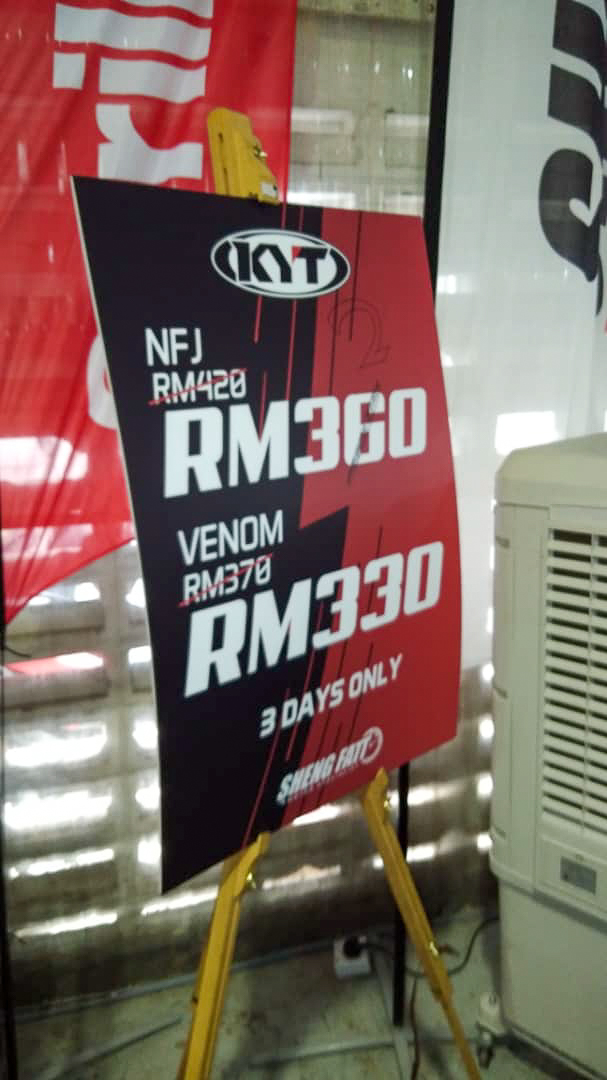 KYT
NFJ
RM420
RM360
VENOM
RM370
RM330
3 DAYS ONLY
SHENG FATT